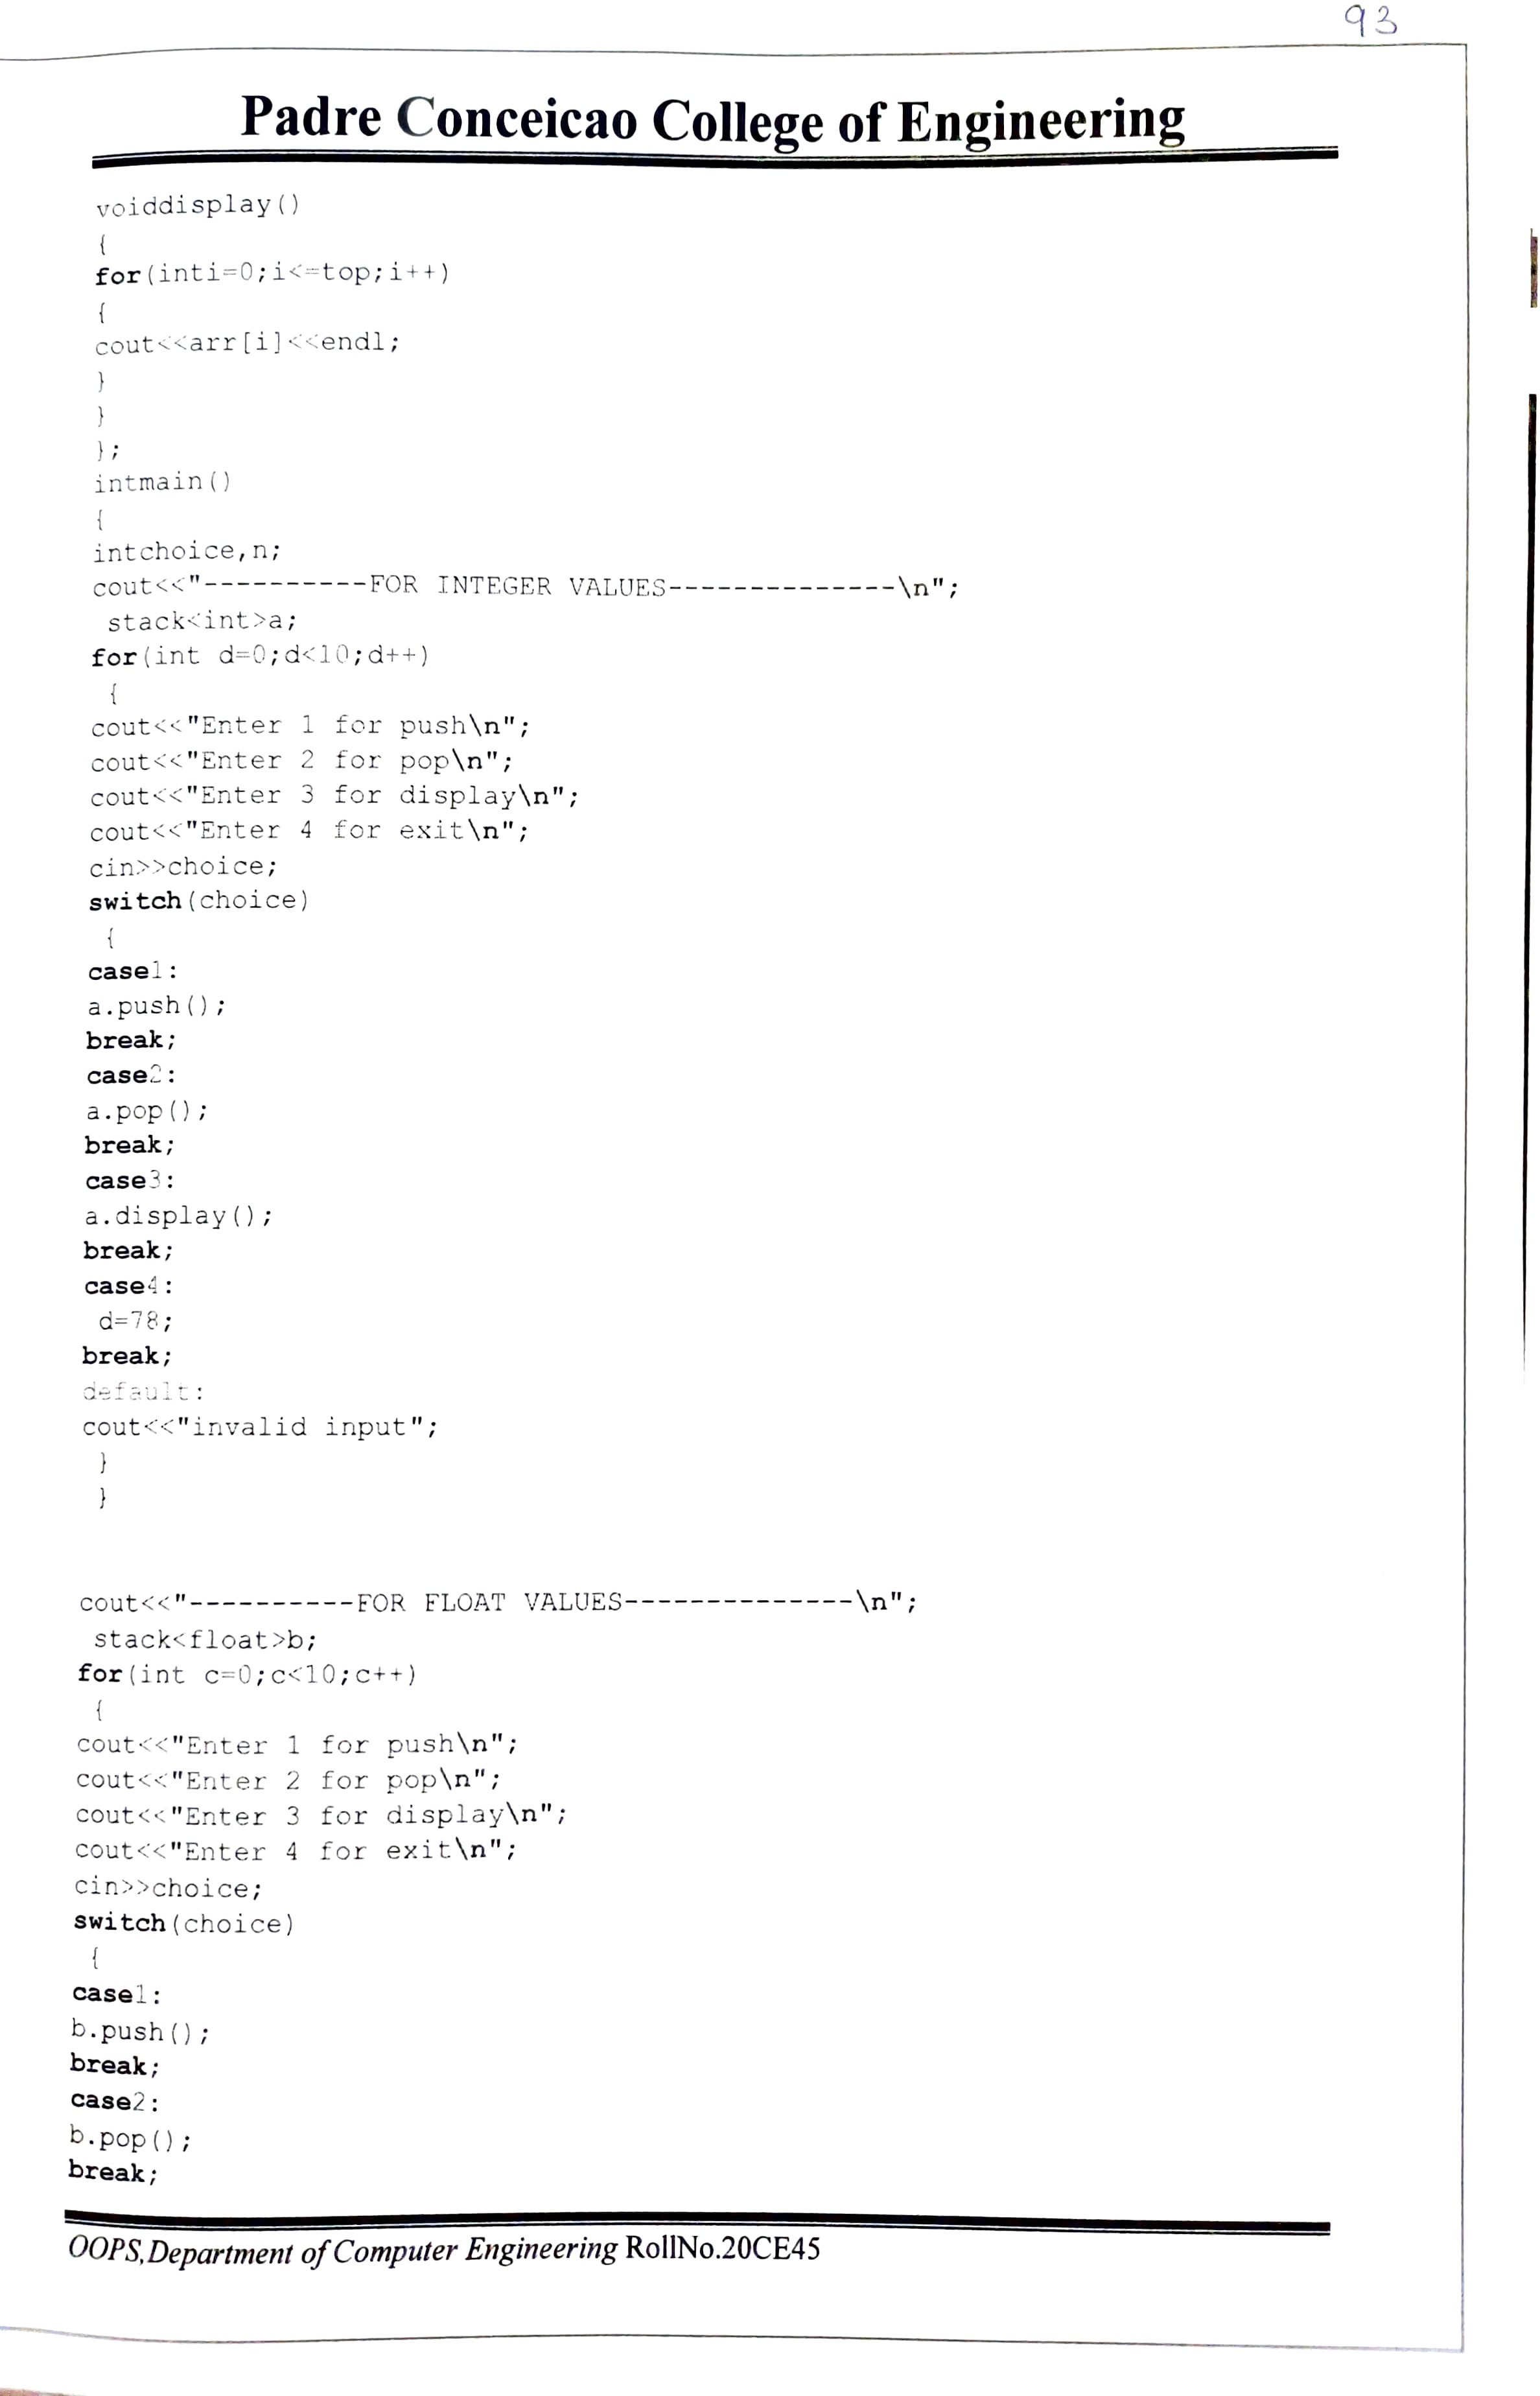 93
Padre Conceicao College of Engineering
voiddisplay()
{
for(inti=0;i<=top;i++)
{
cout<<arr[i]<<endl;
}
}
};
intmain()
{
intchoice,n;
cout<<"----------FOR INTEGER VALUES--------------\n";
stack<int>a;
for(int d=0;d<10;d++)
{
cout<<"Enter 1 for push\n";
cout<<"Enter 2 for pop\n";
cout<<"Enter 3 for display\n";
cout<<"Enter 4 for exit\n";
cin>>choice;
switch(choice)
{
case1:
a.push();
break;
case2:
a.pop();
break;
case3:
a.display();
break;
case4:
d=78;
break;
default:
cout<<"invalid input";
}
}
cout<<"----------FOR FLOAT VALUES--------------\n";
stack<float>b;
for(int c=0;c<10;c++)
{
cout<<"Enter 1 for push\n";
cout<<"Enter 2 for pop\n";
cout<<"Enter 3 for display\n";
cout<<"Enter 4 for exit\n";
cin>>choice;
switch(choice)
{
case1:
b.push();
break;
case2:
b.pop();
break;
OOPS,Department of Computer Engineering RollNo.20CE45